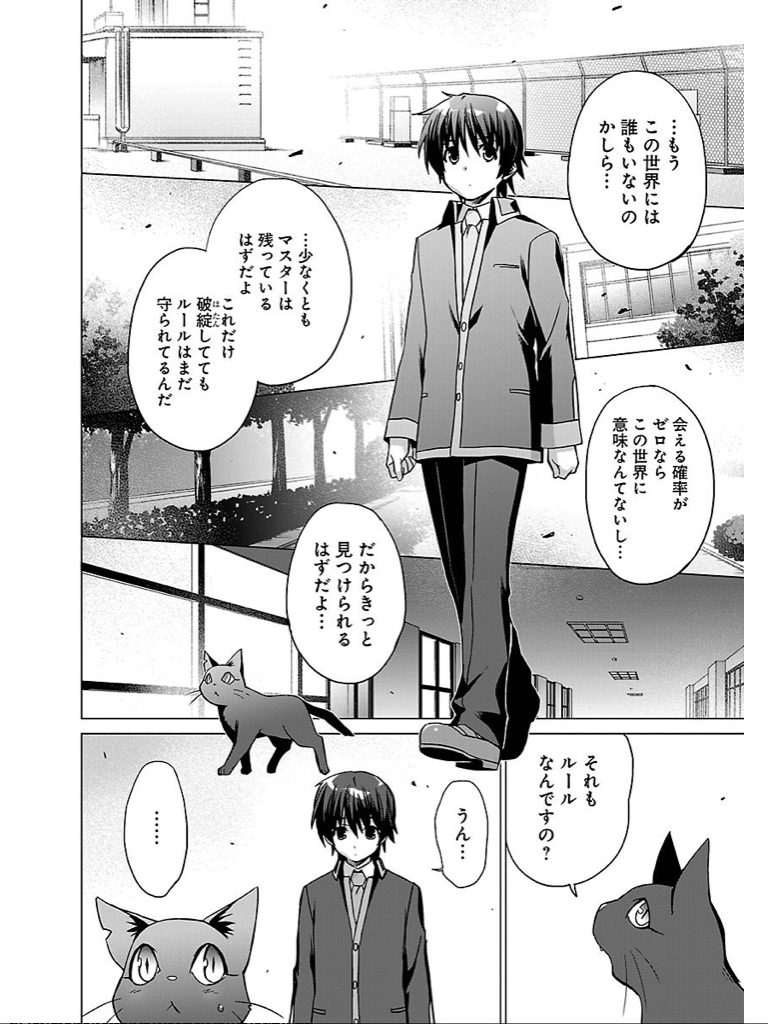 …もう
この世界には
誰もいないの
かしら…
…少なくとも
マスターは
残っている
はずだよ
これだけ
破綻してても
はたん
ルールはまだ
守られてるんだ
会える確率が
ゼロなら
この世界に
意味なんてないし…
だからきっと
見つけられる
はずだよ…
それも
ルール
なんですの?
うん…
……